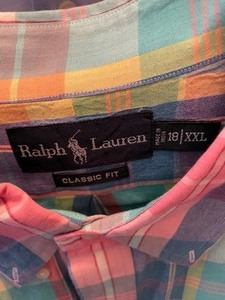 Ralph Lauren
18|XXL
CLASSIC FIT